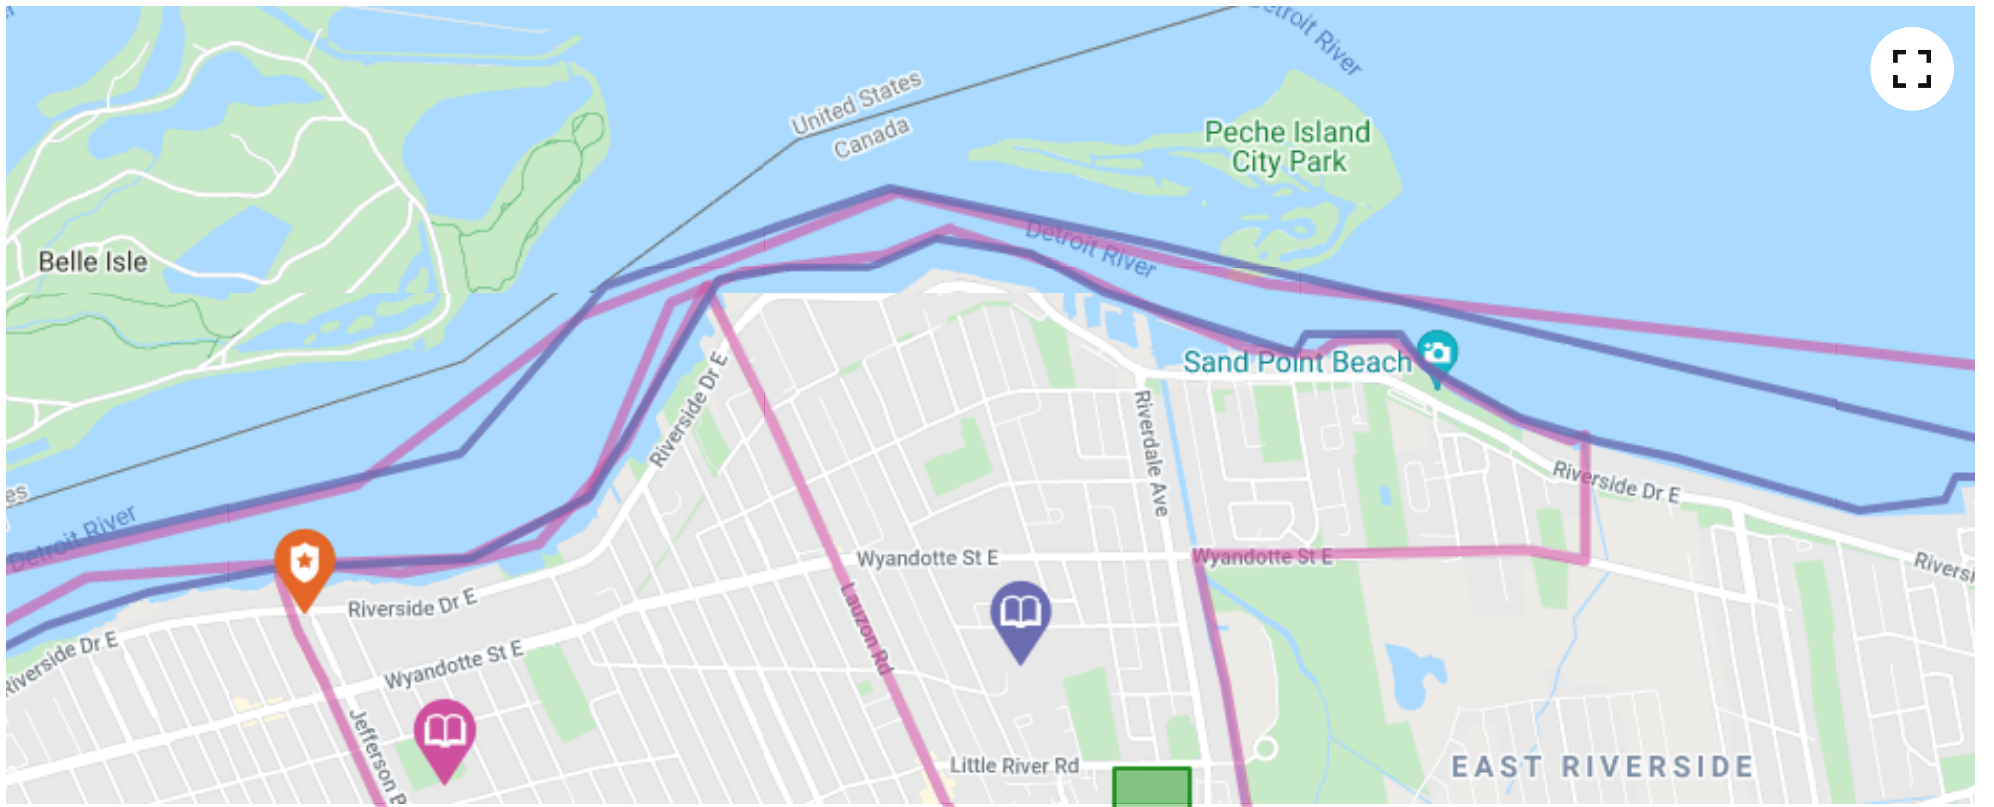 Detroit River
United States
Canada
Peche Island
City Park
Belle Isle
Detroit River
Sand Point Beach
Riverside Dr E
Riverdale Ave
Riverside Dr E
es
Detroit River
Wyandotte St E
Wyandotte St E
Riversi
Riverside Dr E
Lauzon Rd
Riverside Dr E
Wyandotte St E
Jefferson B
Little River Rd
EAST RIVERSIDE